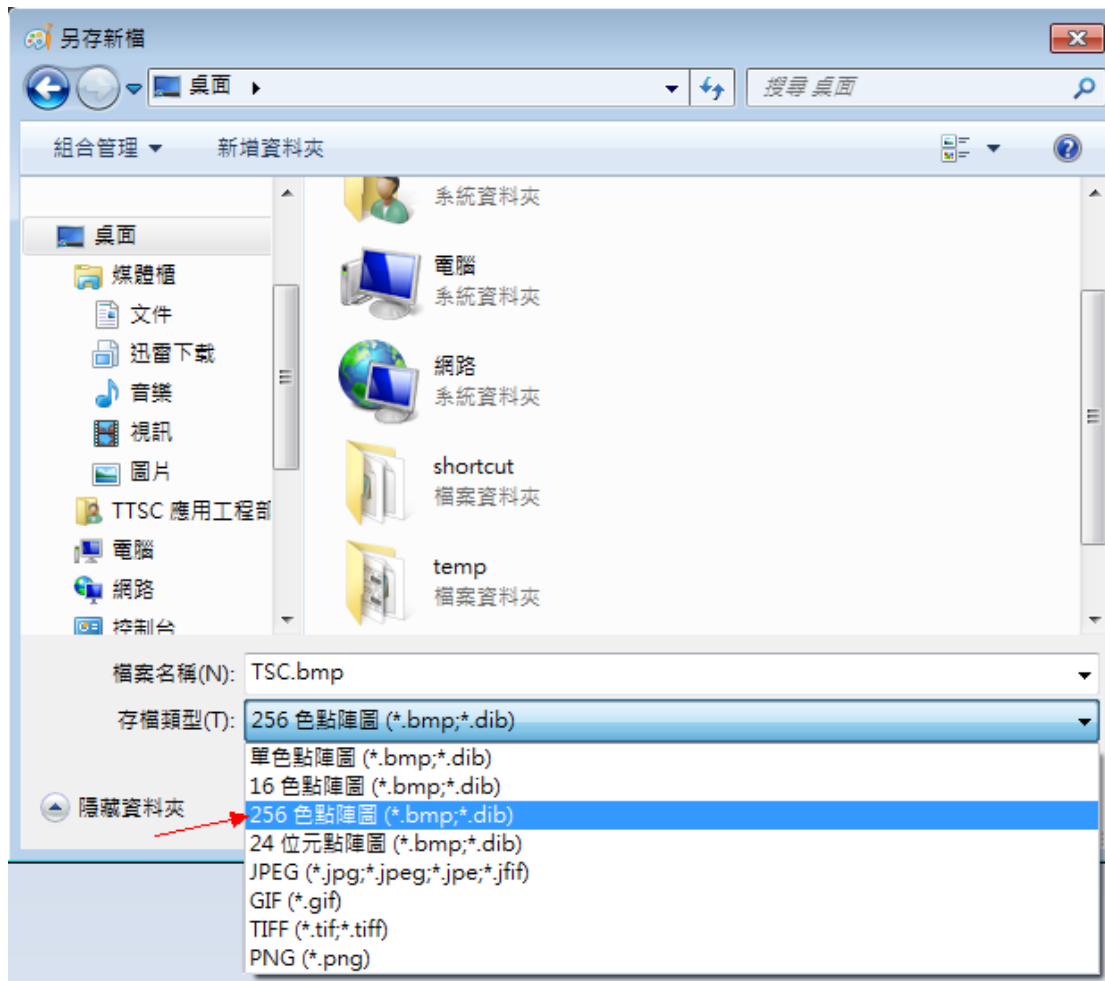 另存新檔
桌面
搜尋 桌面
組合管理 新增資料夾
系統資料夾
桌面
媒體櫃
文件
迅雷下载
音樂
視訊
圖片
TTSC 應用工程部
電腦
網路
控制台
電腦
系統資料夾
網路
系統資料夾
shortcut
檔案資料夾
temp
檔案資料夾
檔案名稱(N): TSC.bmp
存檔類型(T): 256 色點陣圖 (*.bmp;*.dib)
單色點陣圖 (*.bmp;*.dib)
16 色點陣圖 (*.bmp;*.dib)
256 色點陣圖 (*.bmp;*.dib)
24 位元點陣圖 (*.bmp;*.dib)
JPEG (*.jpg;*.jpeg;*.jpe;*.jfif)
GIF (*.gif)
TIFF (*.tif;*.tiff)
PNG (*.png)
隱藏資料夾